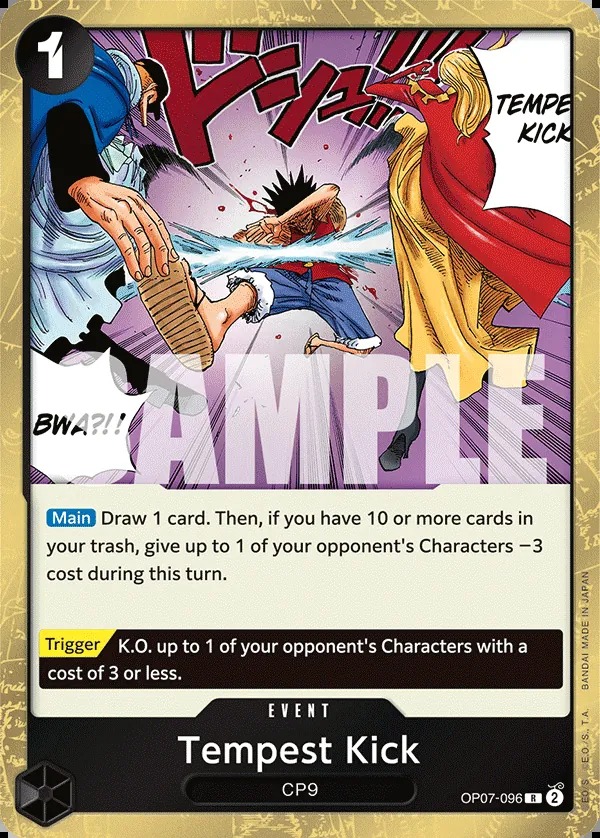 1
ドシュッ!!
TEMPE
KICK
BWA?!!
SAMPLE
Main Draw 1 card. Then, if you have 10 or more cards in
your trash, give up to 1 of your opponent's Characters −3
cost during this turn.
Trigger K.O. up to 1 of your opponent's Characters with a
cost of 3 or less.
EVENT
Tempest Kick
CP9
OP07-096 R 2
E.O./S. E.O./S, T.A. BANDAI MADE IN JAPAN